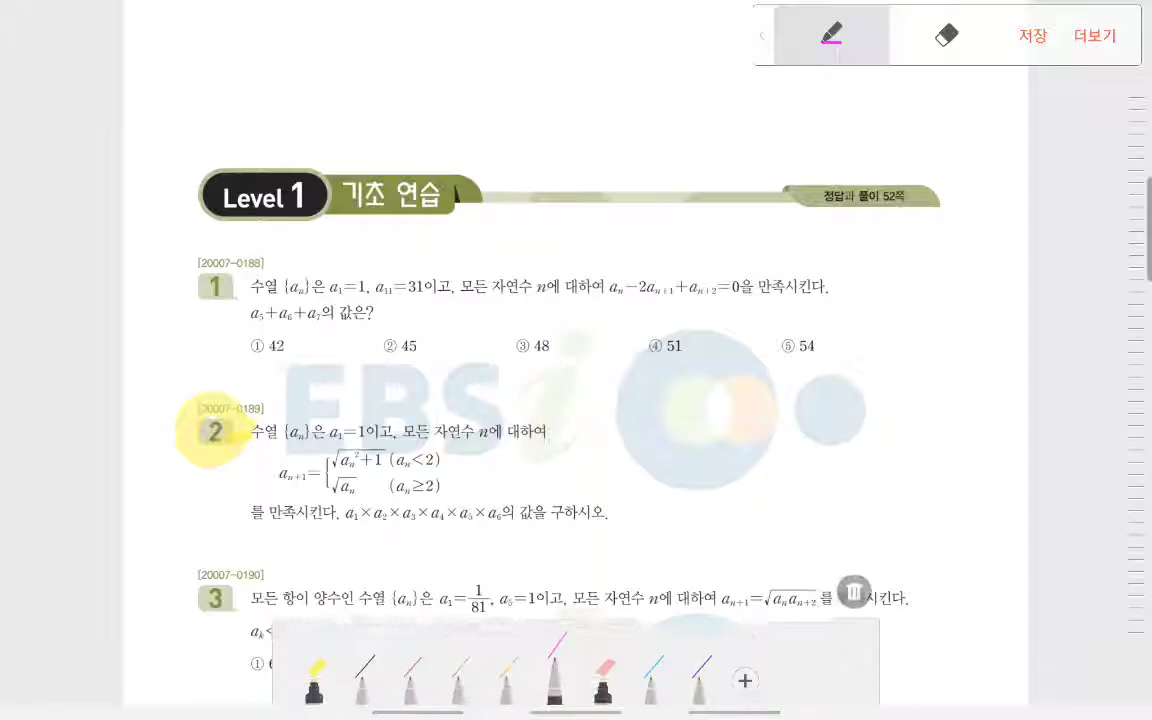 저장 더보기
Level 1 기초 연습 정답과 풀이 52쪽
[20007-0188]
1 수열 {aₙ}은 a₁=1, a₁₁=31이고, 모든 자연수 n에 대하여 aₙ-2aₙ₊₁+aₙ₊₂=0을 만족시킨다.
a₅+a₆+a₇의 값은?
① 42 ② 45 ③ 48 ④ 51 ⑤ 54
EBSi
[20007-0189]
2 수열 {aₙ}은 a₁=1이고, 모든 자연수 n에 대하여
aₙ₊₁={√(aₙ²+1) (aₙ<2)
√aₙ (aₙ≥2)
를 만족시킨다. a₁×a₂×a₃×a₄×a₅×a₆의 값을 구하시오.
[20007-0190]
3 모든 항이 양수인 수열 {aₙ}은 a₁=1/81, a₅=1이고, 모든 자연수 n에 대하여 aₙ₊₁=√(aₙaₙ₊₂) 를 시킨다.
aₖ<
①